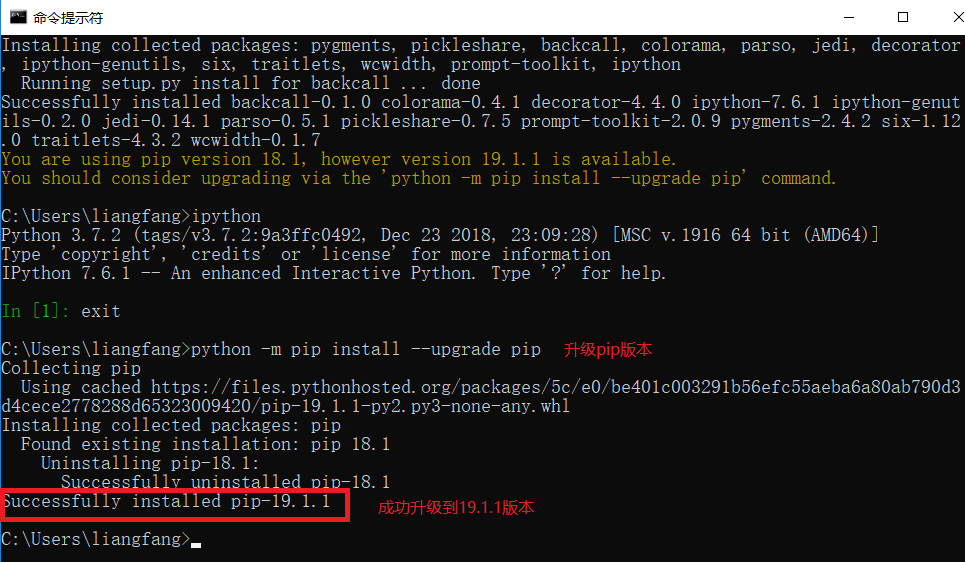 命令提示符
Installing collected packages: pygments, pickleshare, backcall, colorama, parso, jedi, decorator
, ipython-genutils, six, traitlets, wcwidth, prompt-toolkit, ipython
  Running setup.py install for backcall ... done
Successfully installed backcall-0.1.0 colorama-0.4.1 decorator-4.4.0 ipython-7.6.1 ipython-genut
ils-0.2.0 jedi-0.14.1 parso-0.5.1 pickleshare-0.7.5 prompt-toolkit-2.0.9 pygments-2.4.2 six-1.12
.0 traitlets-4.3.2 wcwidth-0.1.7
You are using pip version 18.1, however version 19.1.1 is available.
You should consider upgrading via the 'python -m pip install --upgrade pip' command.
C:\Users\liangfang>ipython
Python 3.7.2 (tags/v3.7.2:9a3ffc0492, Dec 23 2018, 23:09:28) [MSC v.1916 64 bit (AMD64)]
Type 'copyright', 'credits' or 'license' for more information
IPython 7.6.1 -- An enhanced Interactive Python. Type '?' for help.
In [1]: exit
C:\Users\liangfang>python -m pip install --upgrade pip 升级pip版本
Collecting pip
  Using cached https://files.pythonhosted.org/packages/5c/e0/be401c003291b56efc55aeba6a80ab790d3
d4cece2778288d65323009420/pip-19.1.1-py2.py3-none-any.whl
Installing collected packages: pip
  Found existing installation: pip 18.1
    Uninstalling pip-18.1:
      Successfully uninstalled pip-18.1
Successfully installed pip-19.1.1 成功升级到19.1.1版本
C:\Users\liangfang>